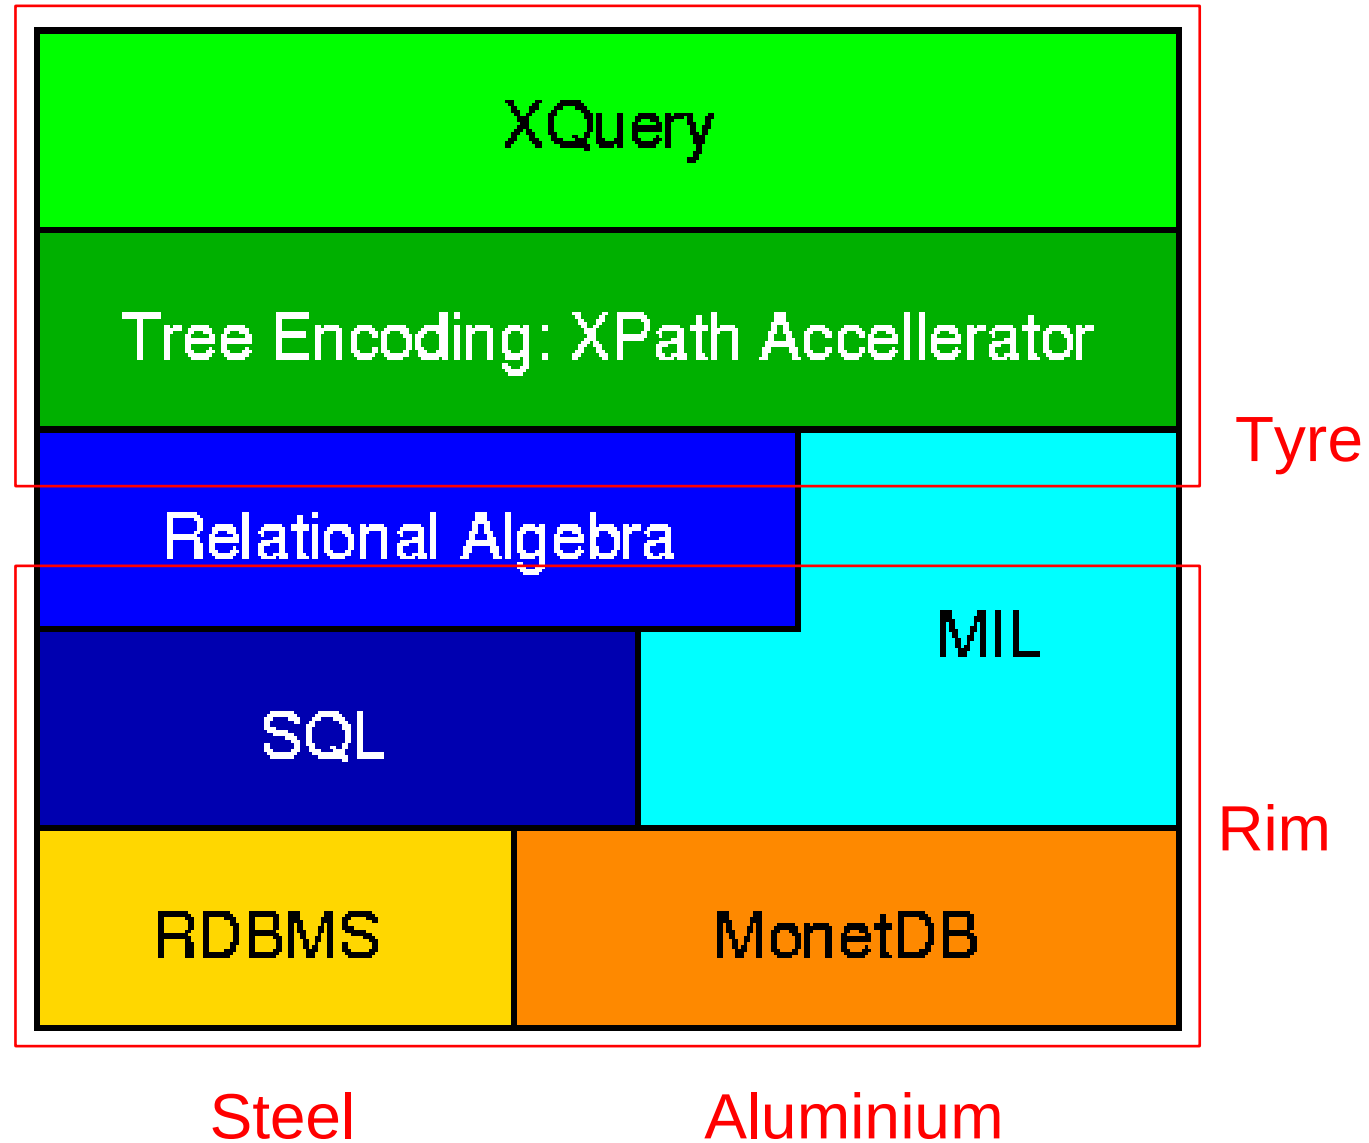 XQuery
Tree Encoding: XPath Accellerator
Tyre
Relational Algebra
MIL
SQL
Rim
RDBMS
MonetDB
Steel
Aluminium